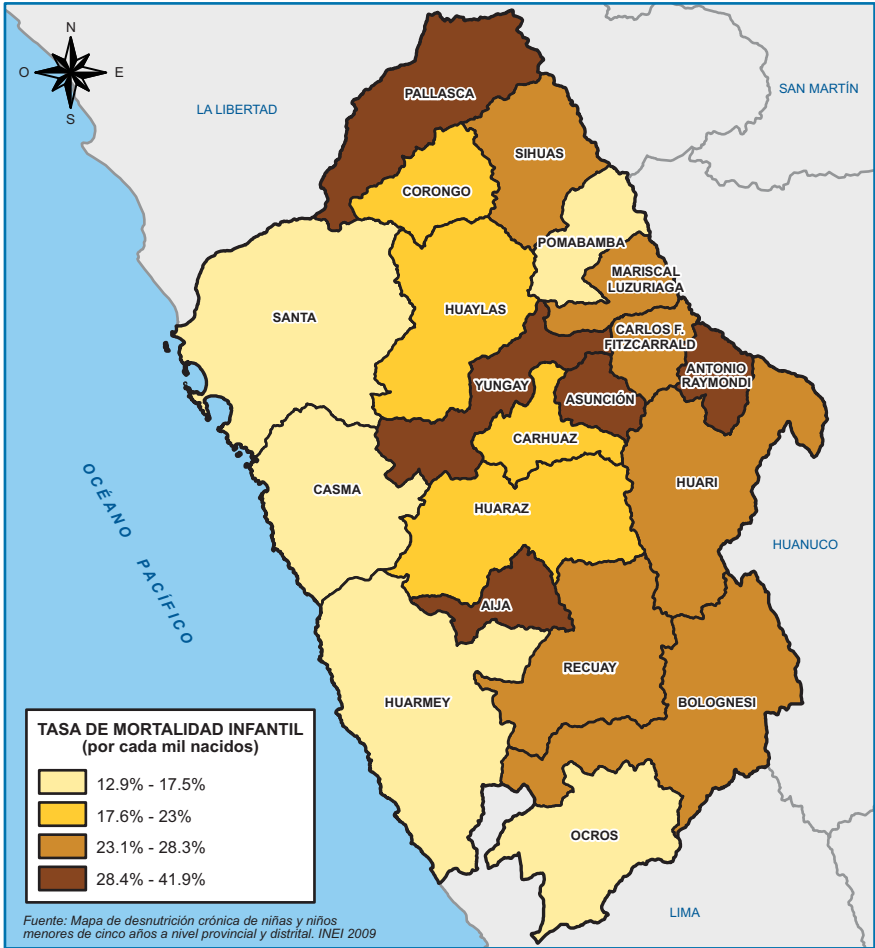 N
O
E
S
LA LIBERTAD
SAN MARTÍN
PALLASCA
SIHUAS
CORONGO
POMABAMBA
MARISCAL
LUZURIAGA
SANTA
HUAYLAS
CARLOS F.
FITZCARRALD
ANTONIO
RAYMONDI
YUNGAY
ASUNCIÓN
CARHUAZ
CASMA
HUARI
HUARAZ
OCÉANO PACÍFICO
HUANUCO
AIJA
RECUAY
HUARMEY
BOLOGNESI
OCROS
LIMA
TASA DE MORTALIDAD INFANTIL
(por cada mil nacidos)
12.9% - 17.5%
17.6% - 23%
23.1% - 28.3%
28.4% - 41.9%
Fuente: Mapa de desnutrición crónica de niñas y niños
menores de cinco años a nivel provincial y distrital. INEI 2009